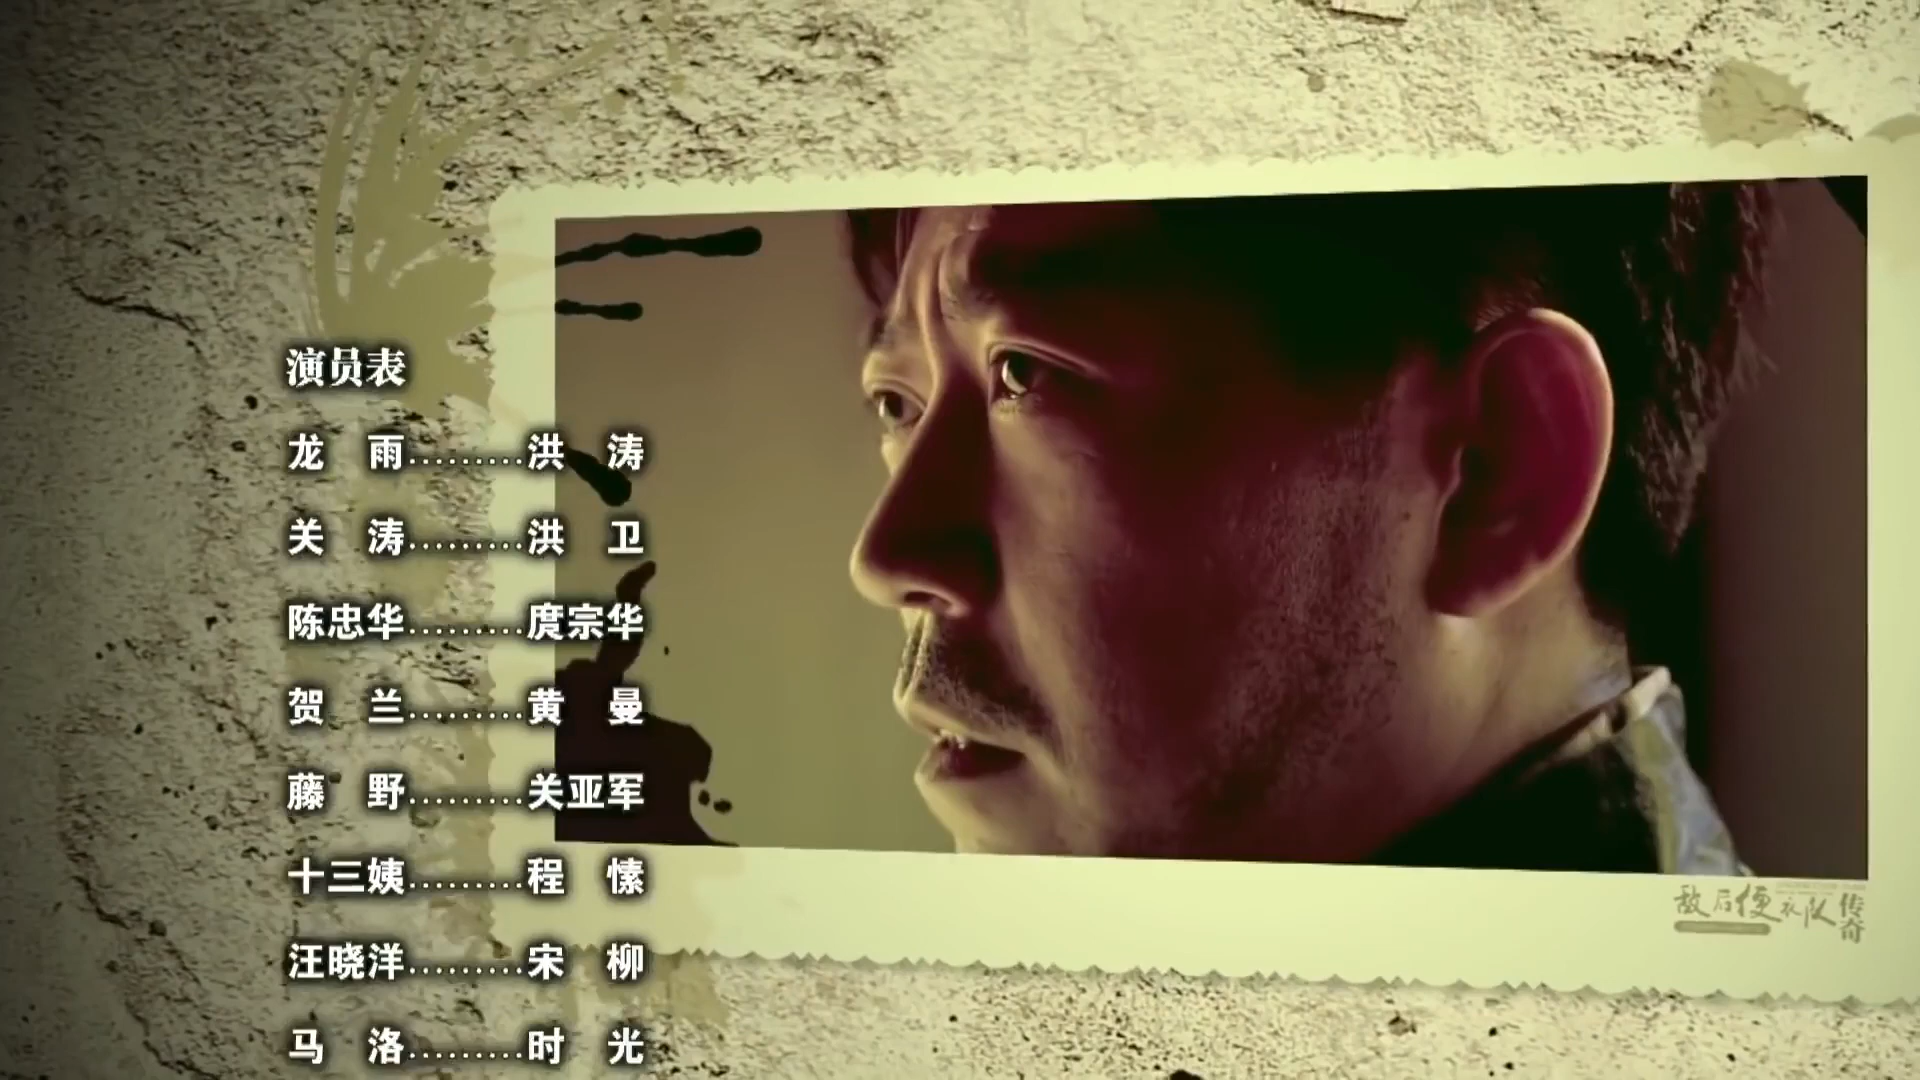 演员表
龙　雨.........洪　涛
关　涛.........洪　卫
陈忠华.........庹宗华
贺　兰.........黄　曼
藤　野.........关亚军
十三姨.........程　愫
汪晓洋.........宋　柳
马　洛.........时　光
敌后便衣队传奇